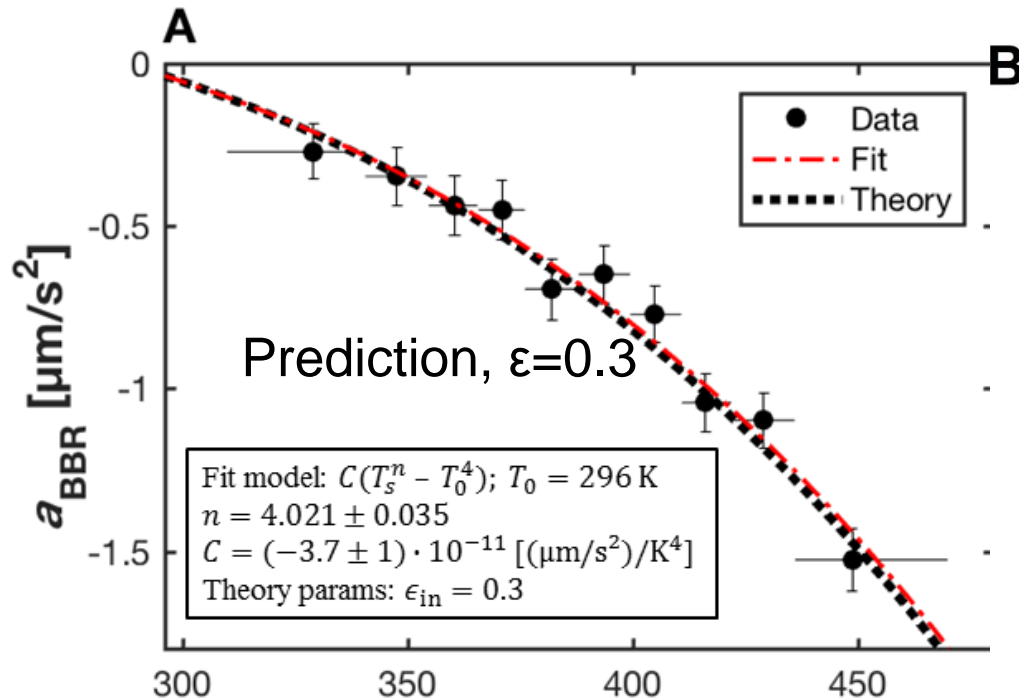 A
B
0
-0.5
-1
-1.5
a_BBR [µm/s²]
Data
Fit
Theory
Prediction, ε=0.3
Fit model: C(T_s^n – T_0^4); T_0 = 296 K
n = 4.021 ± 0.035
C = (−3.7 ± 1) · 10^−11 [(µm/s²)/K⁴]
Theory params: ϵ_in = 0.3
300 350 400 450